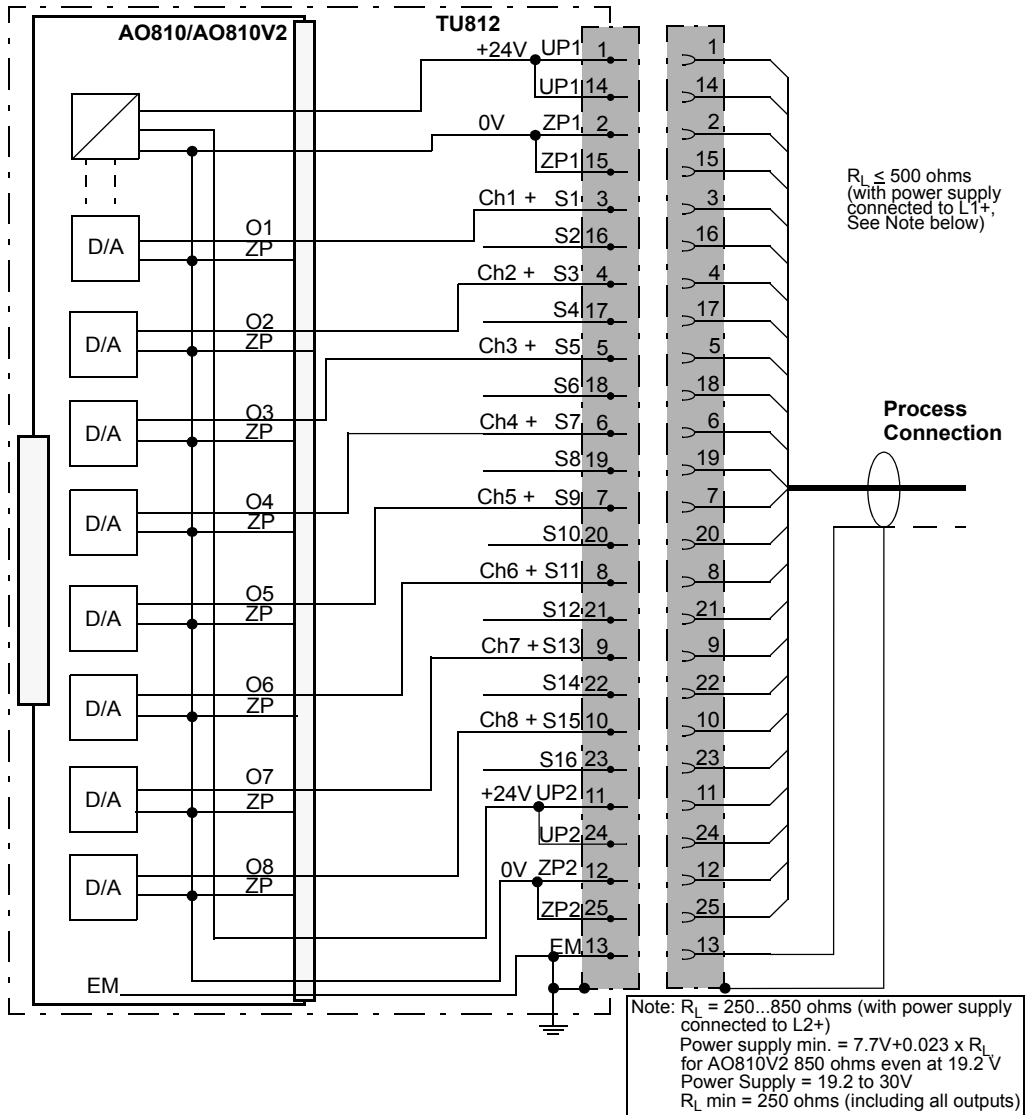 AO810/AO810V2
TU812
+24V UP1 1
UP1 14
0V ZP1 2
ZP1 15
Ch1 + S1 3
S2 16
Ch2 + S3 4
S4 17
Ch3 + S5 5
S6 18
Ch4 + S7 6
S8 19
Ch5 + S9 7
S10 20
Ch6 + S11 8
S12 21
Ch7 + S13 9
S14 22
Ch8 + S15 10
S16 23
+24V UP2 11
UP2 24
0V ZP2 12
ZP2 25
EM 13
D/A O1
ZP
D/A O2
ZP
D/A O3
ZP
D/A O4
ZP
D/A O5
ZP
D/A O6
ZP
D/A O7
ZP
D/A O8
ZP
EM
1
14
2
15
3
16
4
17
5
18
6
19
7
20
8
21
9
22
10
23
11
24
12
25
13
RL ≤ 500 ohms
(with power supply
connected to L1+,
See Note below)
Process
Connection
Note: RL = 250...850 ohms (with power supply
connected to L2+)
Power supply min. = 7.7V+0.023 x RL,
for AO810V2 850 ohms even at 19.2 V
Power Supply = 19.2 to 30V
RL min = 250 ohms (including all outputs)